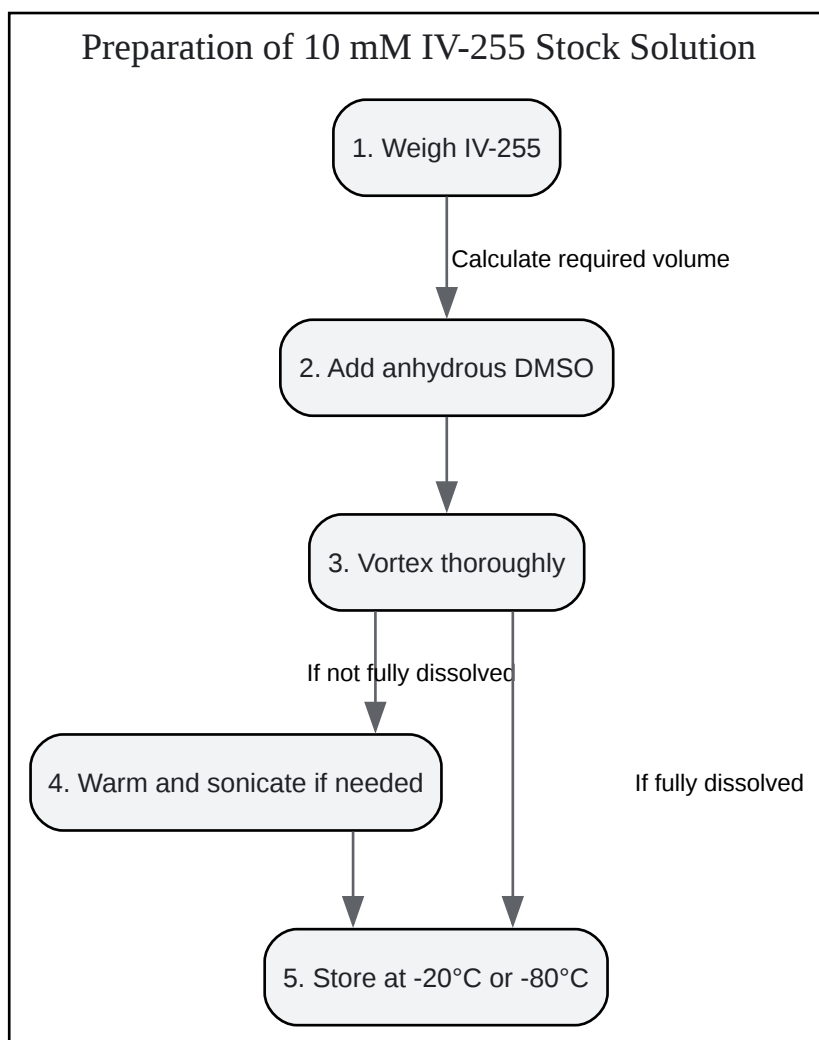 Preparation of 10 mM IV-255 Stock Solution
1. Weigh IV-255
Calculate required volume
2. Add anhydrous DMSO
3. Vortex thoroughly
If not fully dissolved
4. Warm and sonicate if needed
If fully dissolved
5. Store at -20°C or -80°C